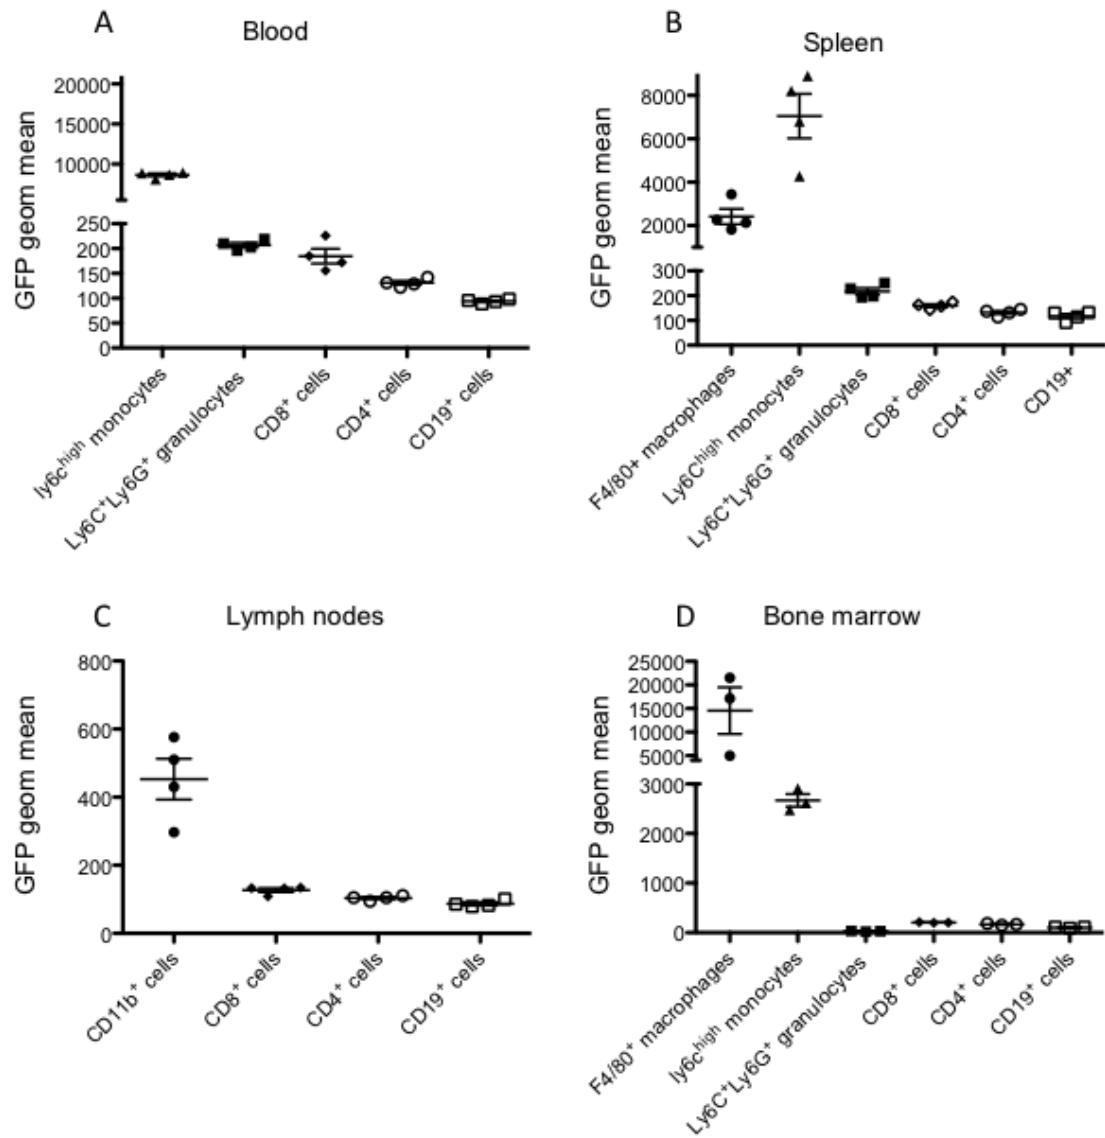 A
Blood
GFP geom mean
20000
15000
10000
250
200
150
100
50
0
ly6c^high monocytes
Ly6C⁺Ly6G⁺ granulocytes
CD8⁺ cells
CD4⁺ cells
CD19⁺ cells
B
Spleen
GFP geom mean
8000
6000
4000
2000
300
200
100
0
F4/80+ macrophages
Ly6C^high monocytes
Ly6C⁺Ly6G⁺ granulocytes
CD8⁺ cells
CD4⁺ cells
CD19+
C
Lymph nodes
GFP geom mean
800
600
400
200
0
CD11b⁺ cells
CD8⁺ cells
CD4⁺ cells
CD19⁺ cells
D
Bone marrow
GFP geom mean
25000
20000
15000
10000
5000
3000
2000
1000
0
F4/80⁺ macrophages
ly6c^high monocytes
Ly6C⁺Ly6G⁺ granulocytes
CD8⁺ cells
CD4⁺ cells
CD19⁺ cells